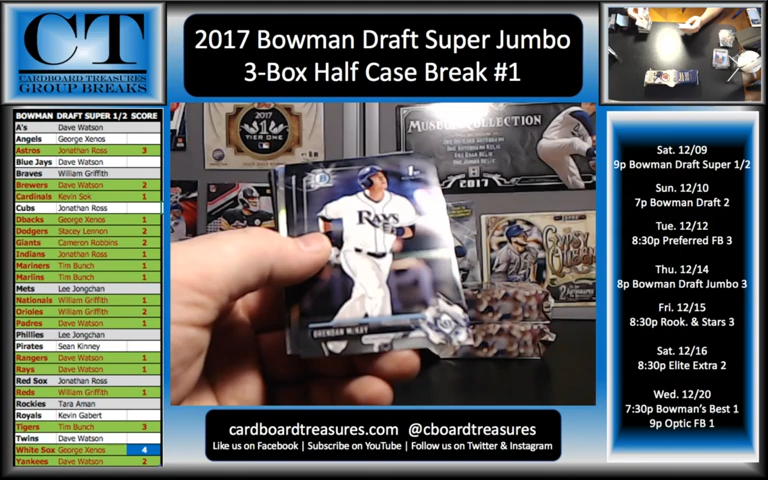 CT
CARDBOARD TREASURES
GROUP BREAKS
2017 Bowman Draft Super Jumbo
3-Box Half Case Break #1
BOWMAN DRAFT SUPER 1/2 SCORE
A's Dave Watson
Angels George Xenos
Astros Jonathan Ross 3
Blue Jays Dave Watson
Braves William Griffith
Brewers Dave Watson 2
Cardinals Kevin Sok 1
Cubs Jonathan Ross
Dbacks George Xenos 1
Dodgers Stacey Lennon 2
Giants Cameron Robbins 2
Indians Jonathan Ross 1
Mariners Tim Bunch 1
Marlins Tim Bunch 1
Mets Lee Jongchan
Nationals William Griffith 1
Orioles William Griffith 2
Padres Dave Watson 1
Phillies Lee Jongchan
Pirates Sean Kinney
Rangers Dave Watson 1
Rays Dave Watson 1
Red Sox Jonathan Ross
Reds William Griffith 1
Rockies Tara Aman
Royals Kevin Gabert
Tigers Tim Bunch 3
Twins Dave Watson
White Sox George Xenos 4
Yankees Dave Watson 2
2017
TIER ONE
MUSEUM COLLECTION
2017
1st
RAYS
BRENDAN McKAY
GYPSY
QUEEN
Sat. 12/09
9p Bowman Draft Super 1/2
Sun. 12/10
7p Bowman Draft 2
Tue. 12/12
8:30p Preferred FB 3
Thu. 12/14
8p Bowman Draft Jumbo 3
Fri. 12/15
8:30p Rook. & Stars 3
Sat. 12/16
8:30p Elite Extra 2
Wed. 12/20
7:30p Bowman's Best 1
9p Optic FB 1
cardboardtreasures.com @cboardtreasures
Like us on Facebook | Subscribe on YouTube | Follow us on Twitter & Instagram